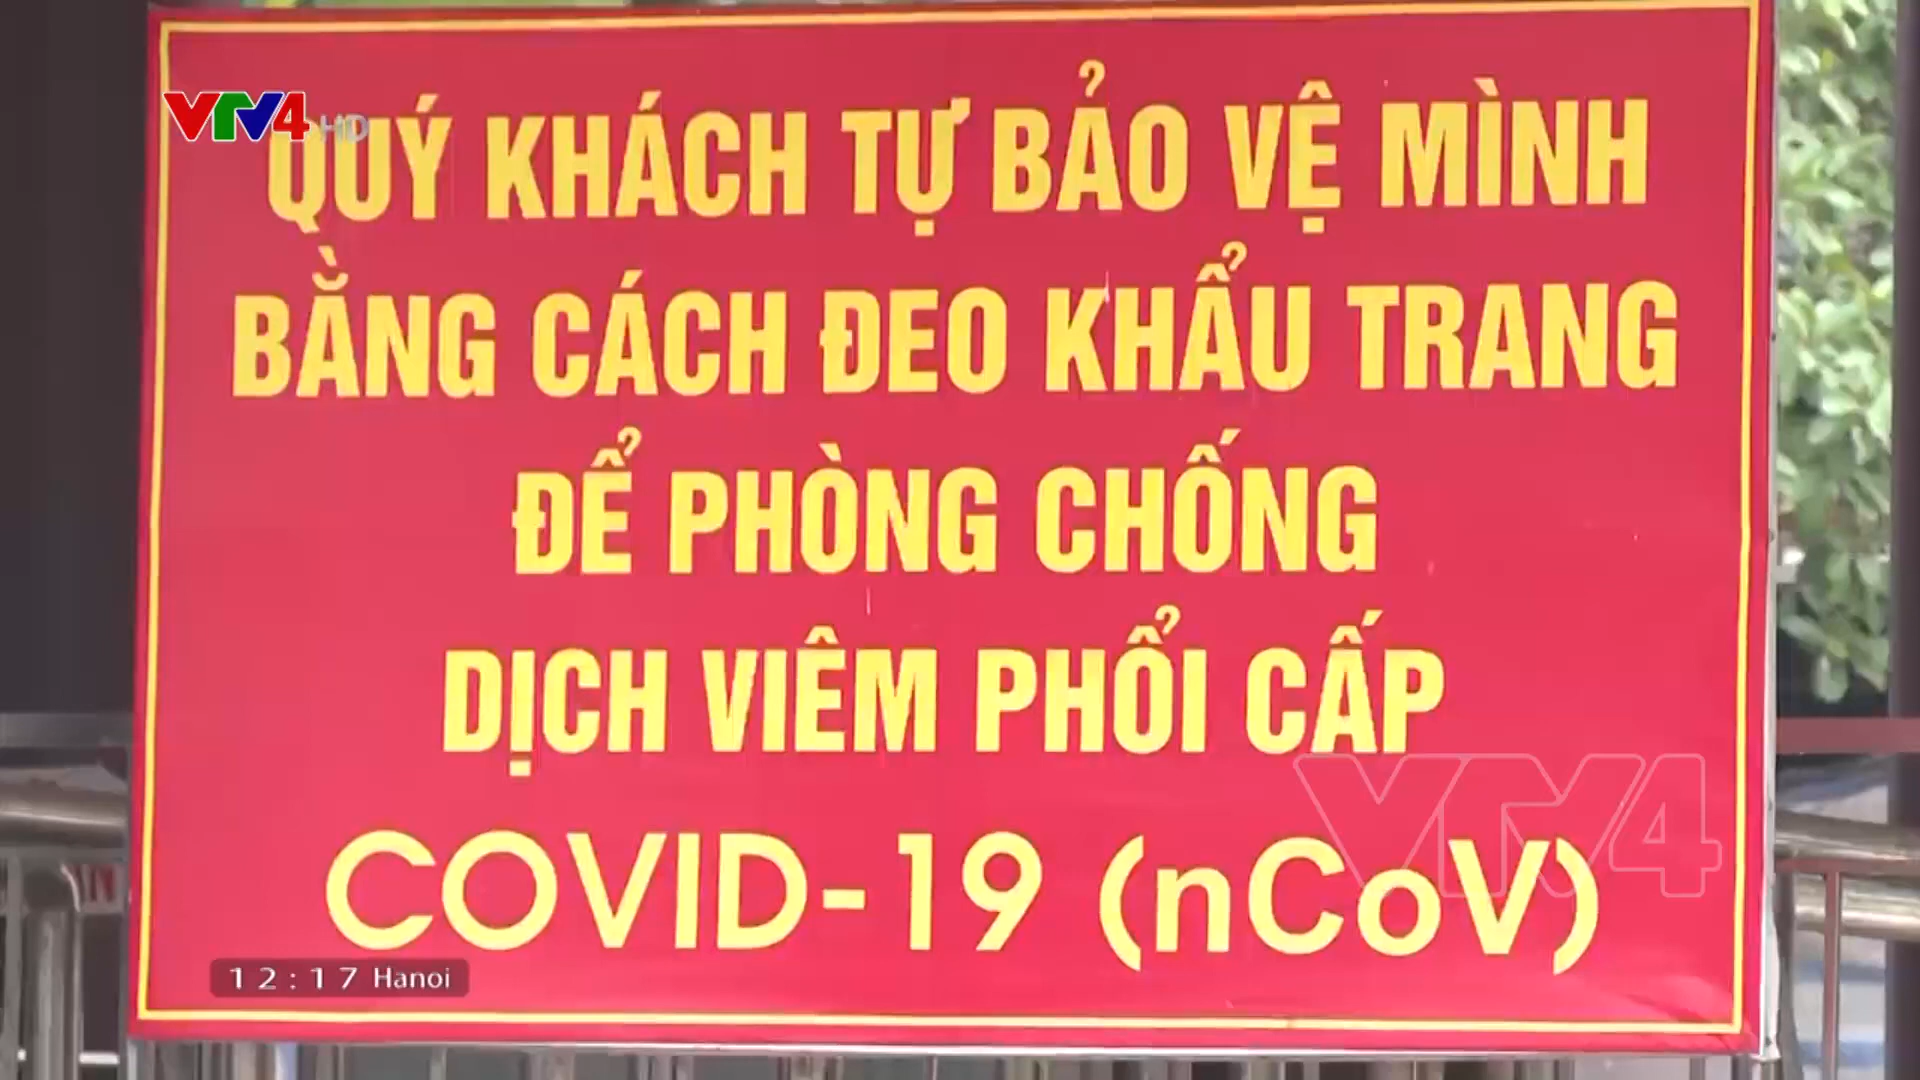 VTV4 HD
QUÝ KHÁCH TỰ BẢO VỆ MÌNH
BẰNG CÁCH ĐEO KHẨU TRANG
ĐỂ PHÒNG CHỐNG
DỊCH VIÊM PHỔI CẤP
VTV4
COVID-19 (nCoV)
12:17 Hanoi